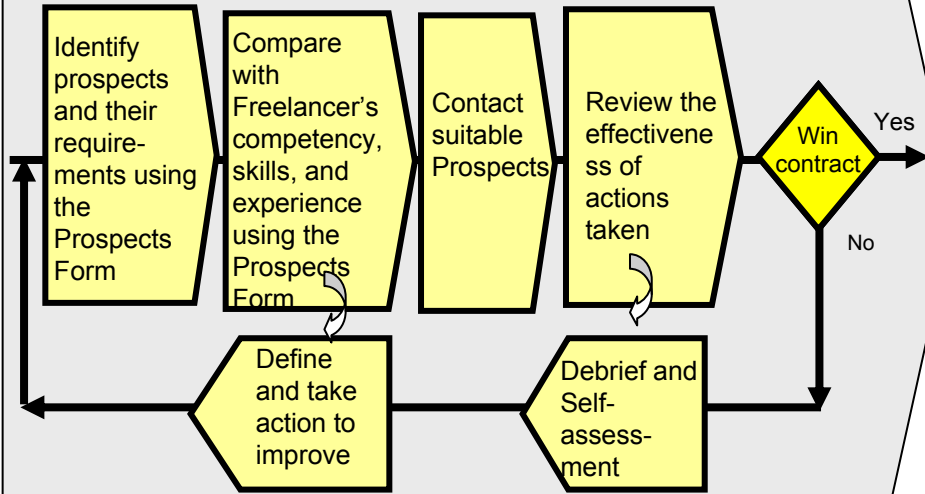 Identify
prospects
and their
require-
ments using
the
Prospects
Form
Compare
with
Freelancer's
competency,
skills, and
experience
using the
Prospects
Form
Contact
suitable
Prospects
Review the
effectivene
ss of
actions
taken
Win
contract
Yes
No
Define
and take
action to
improve
Debrief and
Self-
assess-
ment